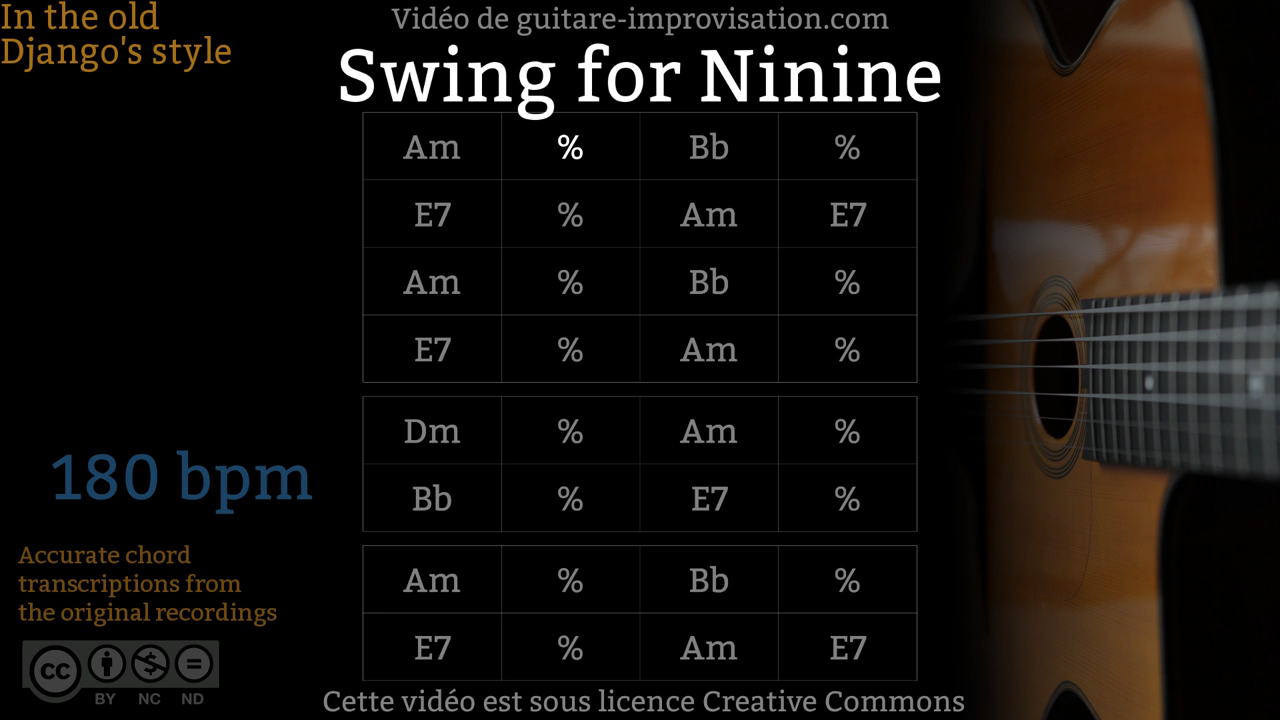 In the old
Django's style
Vidéo de guitare-improvisation.com
Swing for Ninine
Am % Bb %
E7 % Am E7
Am % Bb %
E7 % Am %
Dm % Am %
Bb % E7 %
Am % Bb %
E7 % Am E7
180 bpm
Accurate chord
transcriptions from
the original recordings
cc
BY NC ND
Cette vidéo est sous licence Creative Commons